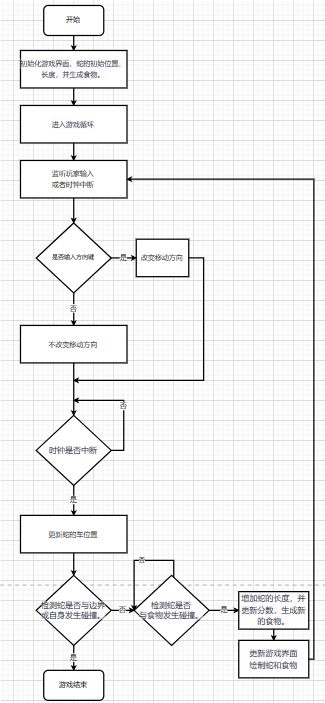 开始
初始化游戏界面、蛇的初始位置、
长度，并生成食物。
进入游戏循环
监听玩家输入
或者时钟中断
是否输入方向键
是
改变移动方向
否
不改变移动方向
否
时钟是否中断
是
更新蛇的车位置
检测蛇是否与边界
或自身发生碰撞。
否
否
检测蛇是否
与食物发生碰撞。
是
增加蛇的长度，并
更新分数，生成新
的食物。
更新游戏界面
绘制蛇和食物
是
游戏结束